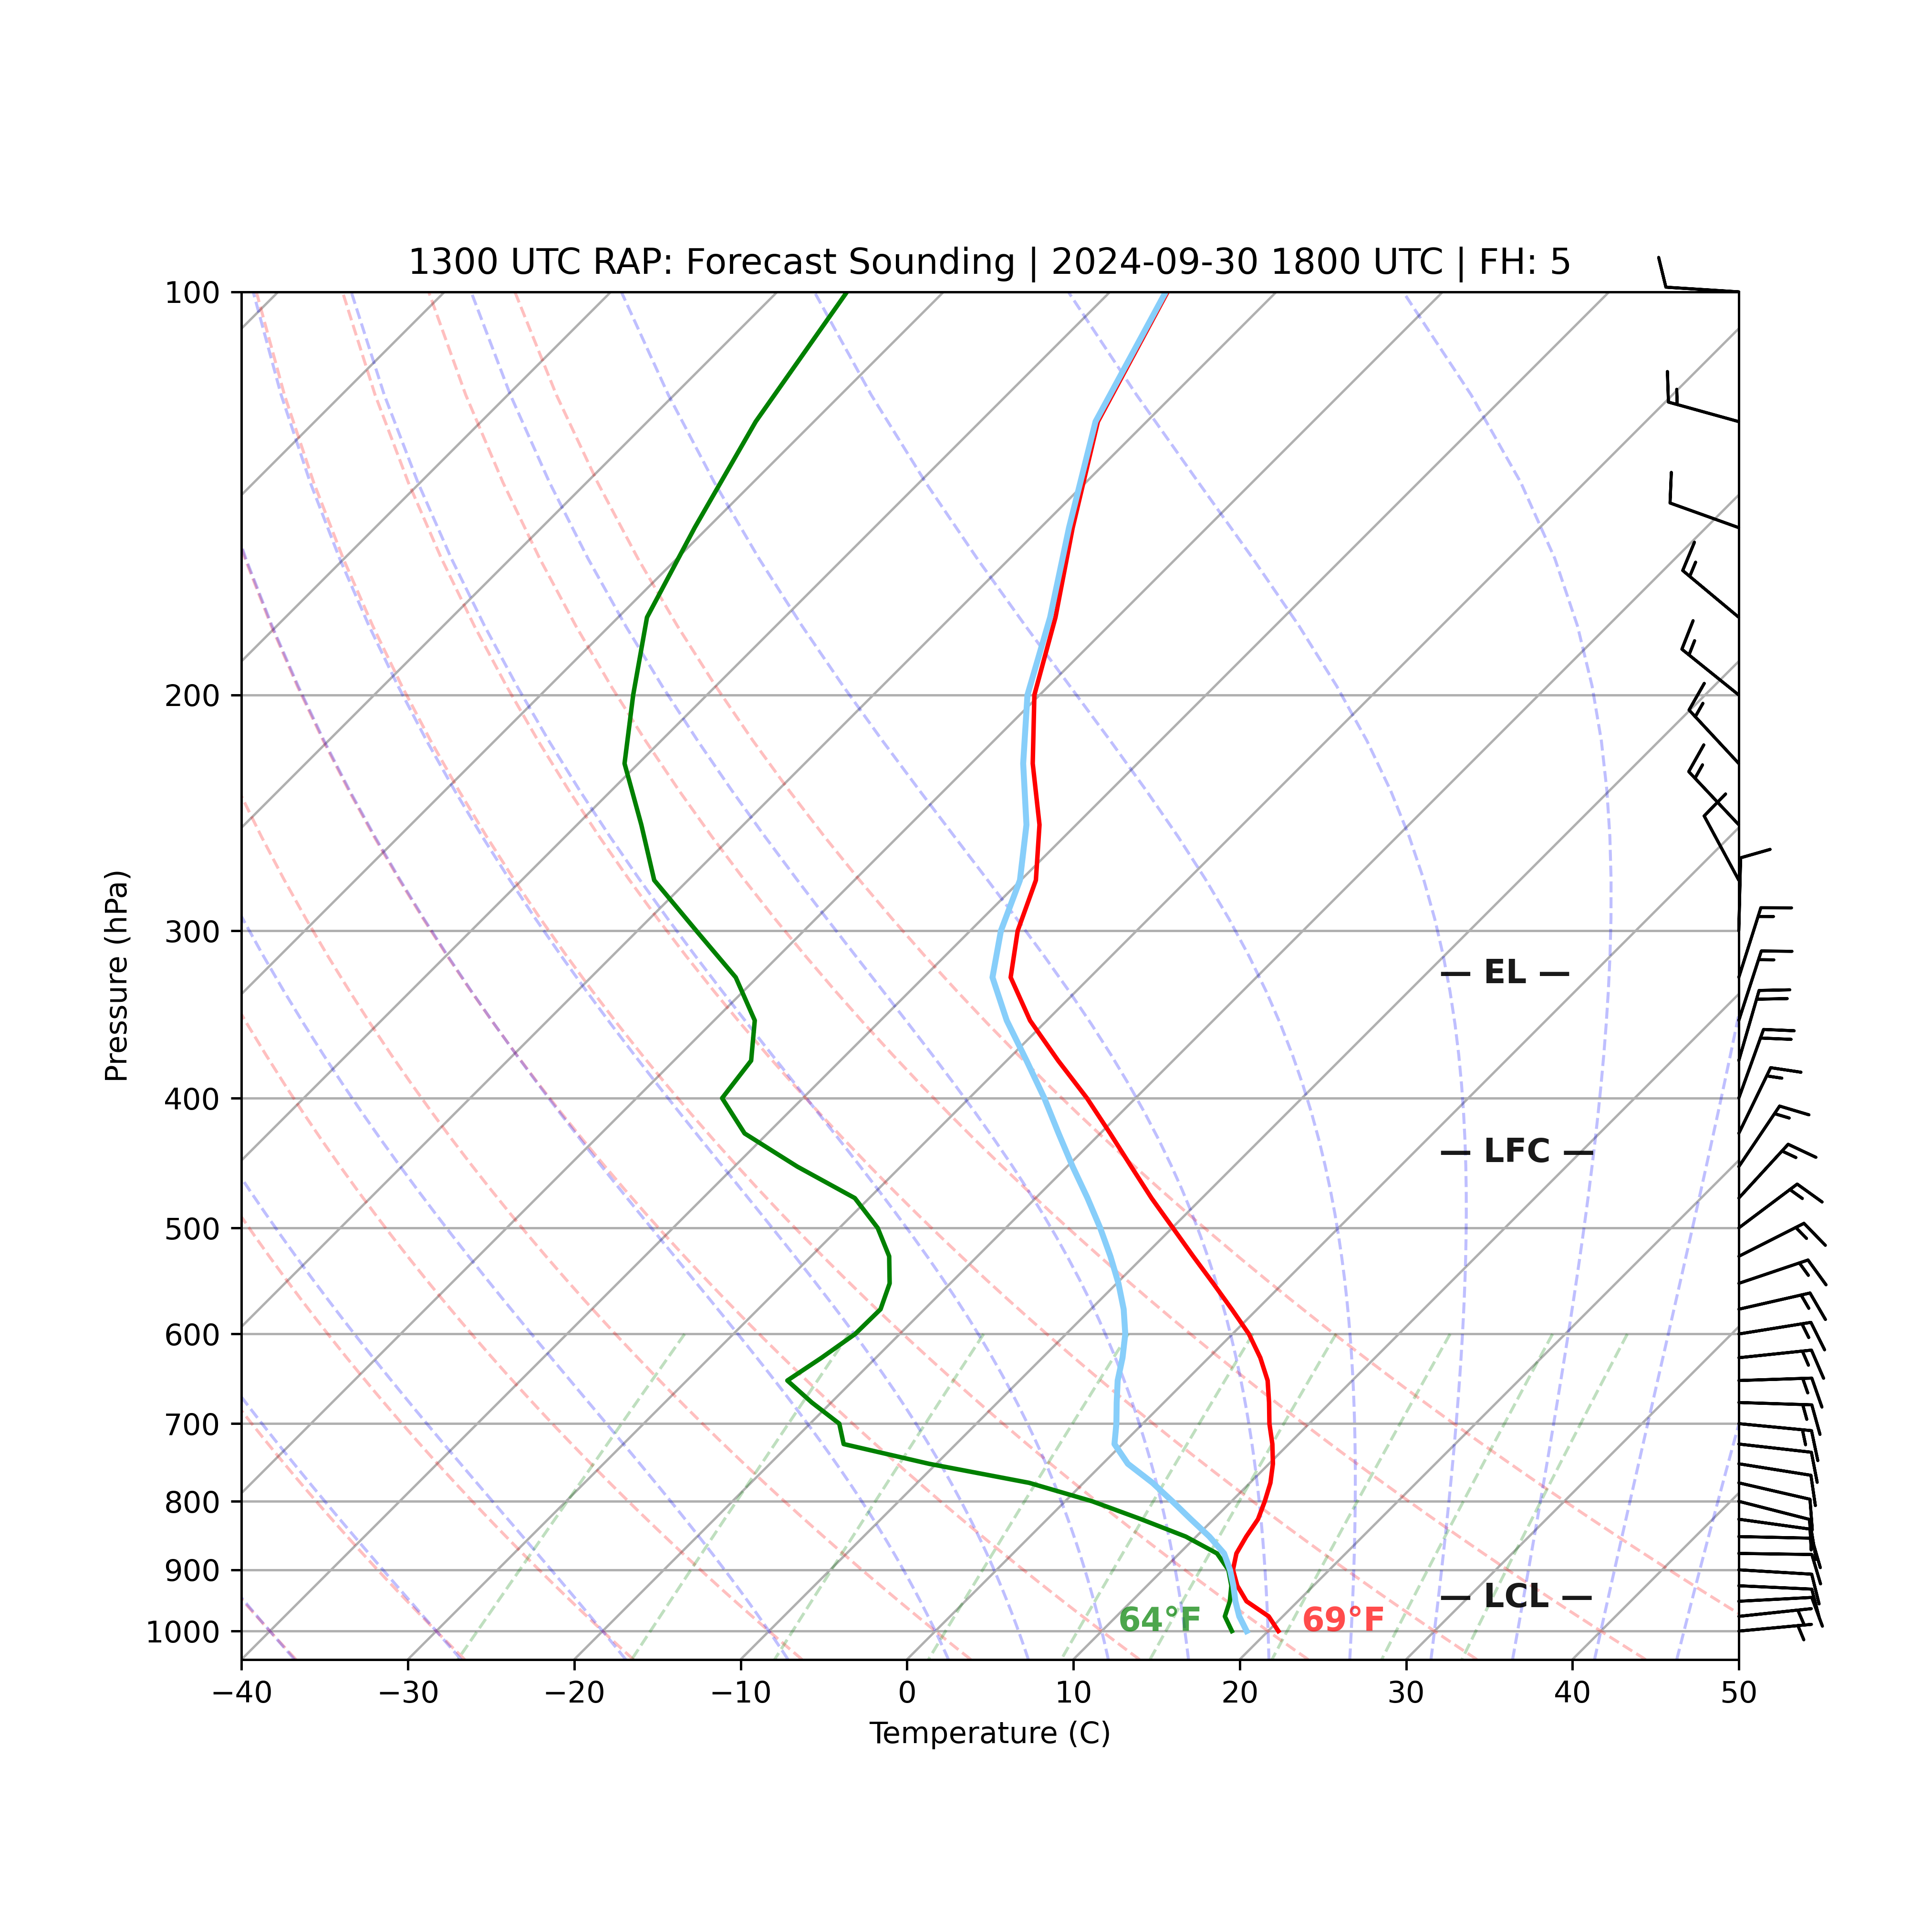 1300 UTC RAP: Forecast Sounding | 2024-09-30 1800 UTC | FH: 5
100
200
300
— EL —
Pressure (hPa)
400
— LFC —
500
600
700
800
900
— LCL —
64°F 69°F
1000
−40 −30 −20 −10 0 10 20 30 40 50
Temperature (C)